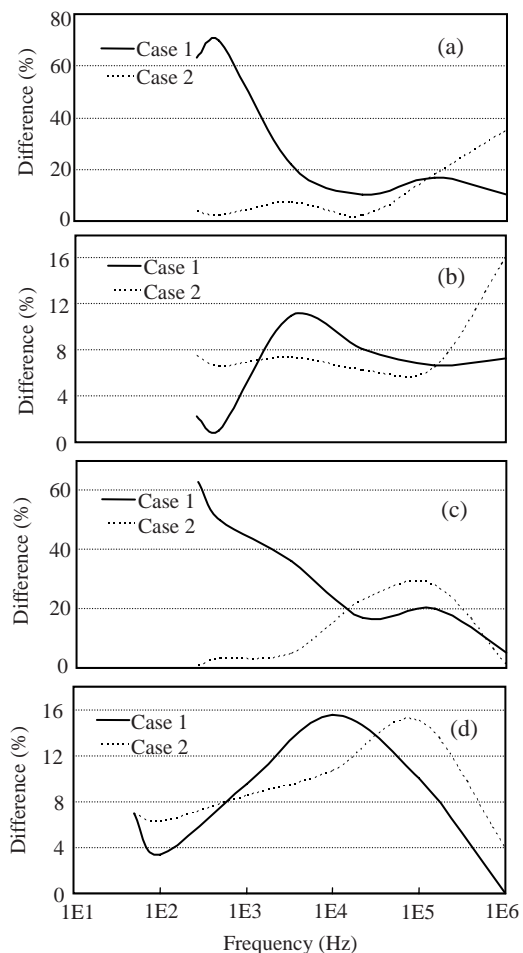 80
60
40
20
0
Difference (%)
Case 1
Case 2
(a)
16
12
8
4
0
Difference (%)
Case 1
Case 2
(b)
60
40
20
0
Difference (%)
Case 1
Case 2
(c)
16
12
8
4
0
Difference (%)
Case 1
Case 2
(d)
1E1 1E2 1E3 1E4 1E5 1E6
Frequency (Hz)